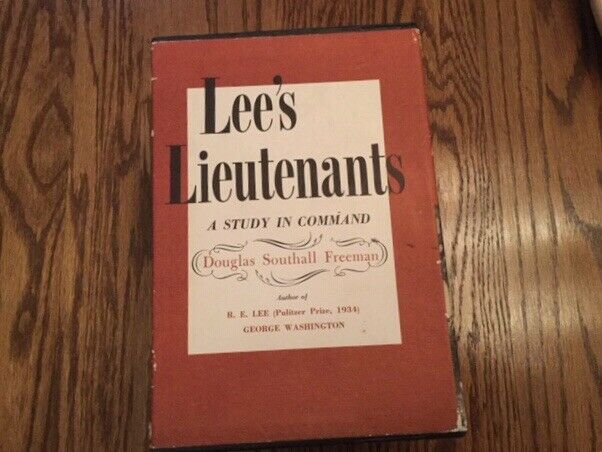 Lee's
Lieutenants
A STUDY IN COMMAND
Douglas Southall Freeman
Author of
R. E. LEE (Pulitzer Prize, 1934)
GEORGE WASHINGTON